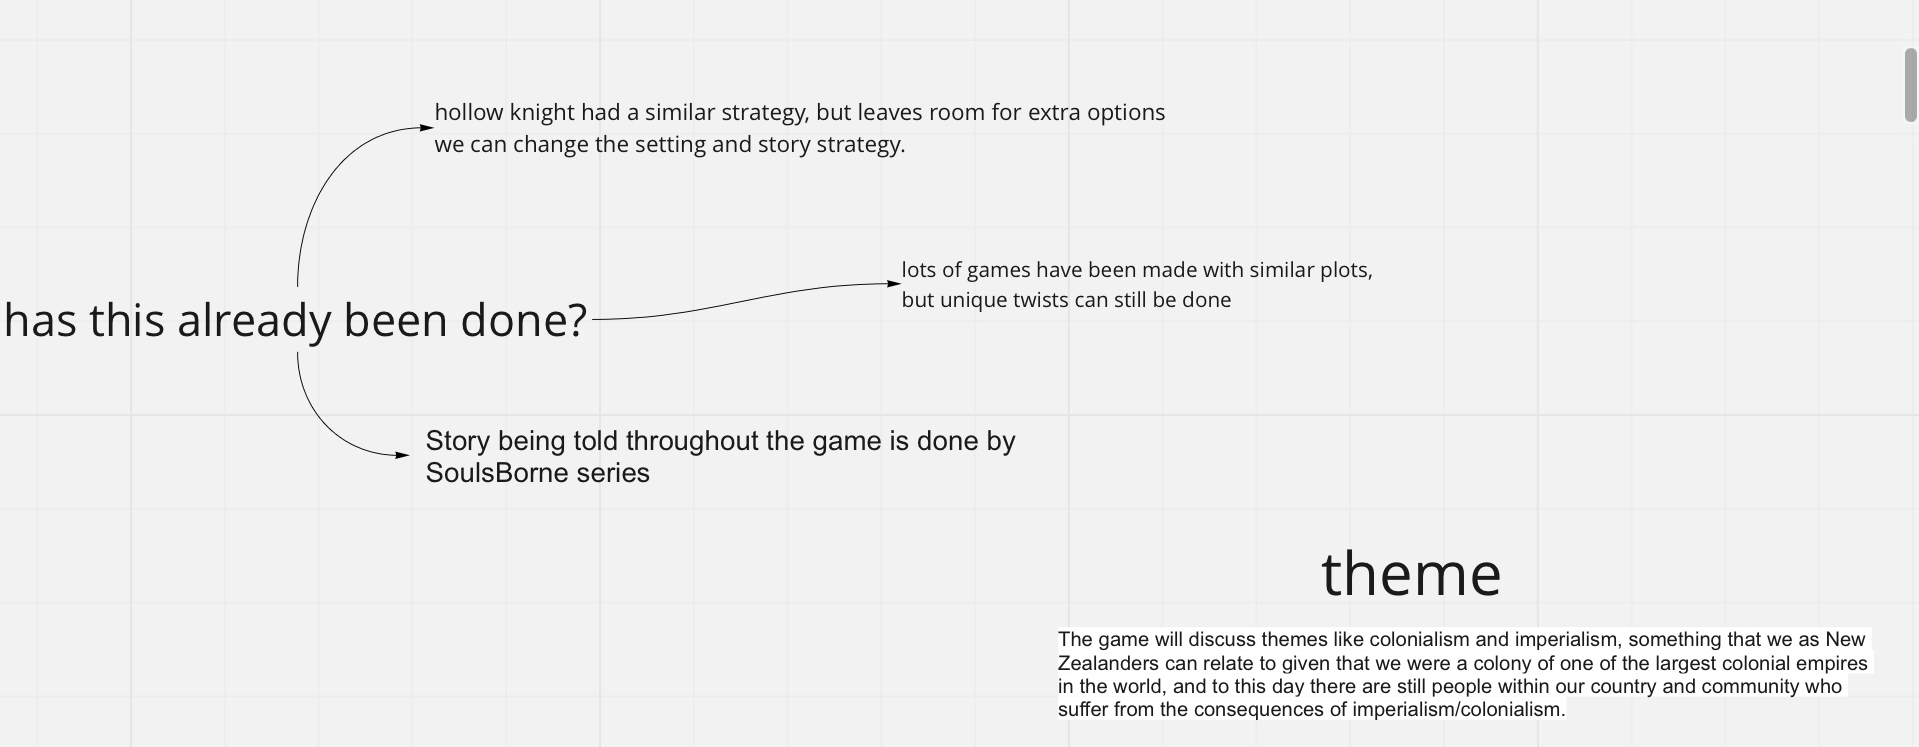 hollow knight had a similar strategy, but leaves room for extra options
we can change the setting and story strategy.
lots of games have been made with similar plots,
but unique twists can still be done
has this already been done?
Story being told throughout the game is done by
SoulsBorne series
theme
The game will discuss themes like colonialism and imperialism, something that we as New
Zealanders can relate to given that we were a colony of one of the largest colonial empires
in the world, and to this day there are still people within our country and community who
suffer from the consequences of imperialism/colonialism.